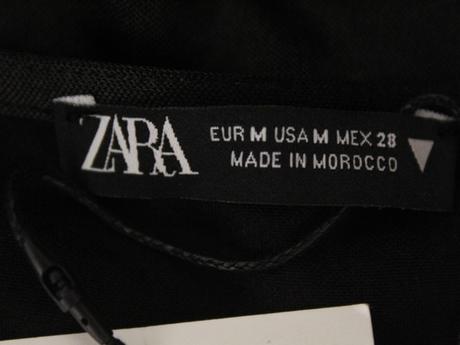 ZARA
EUR M USA M MEX 28
MADE IN MOROCCO